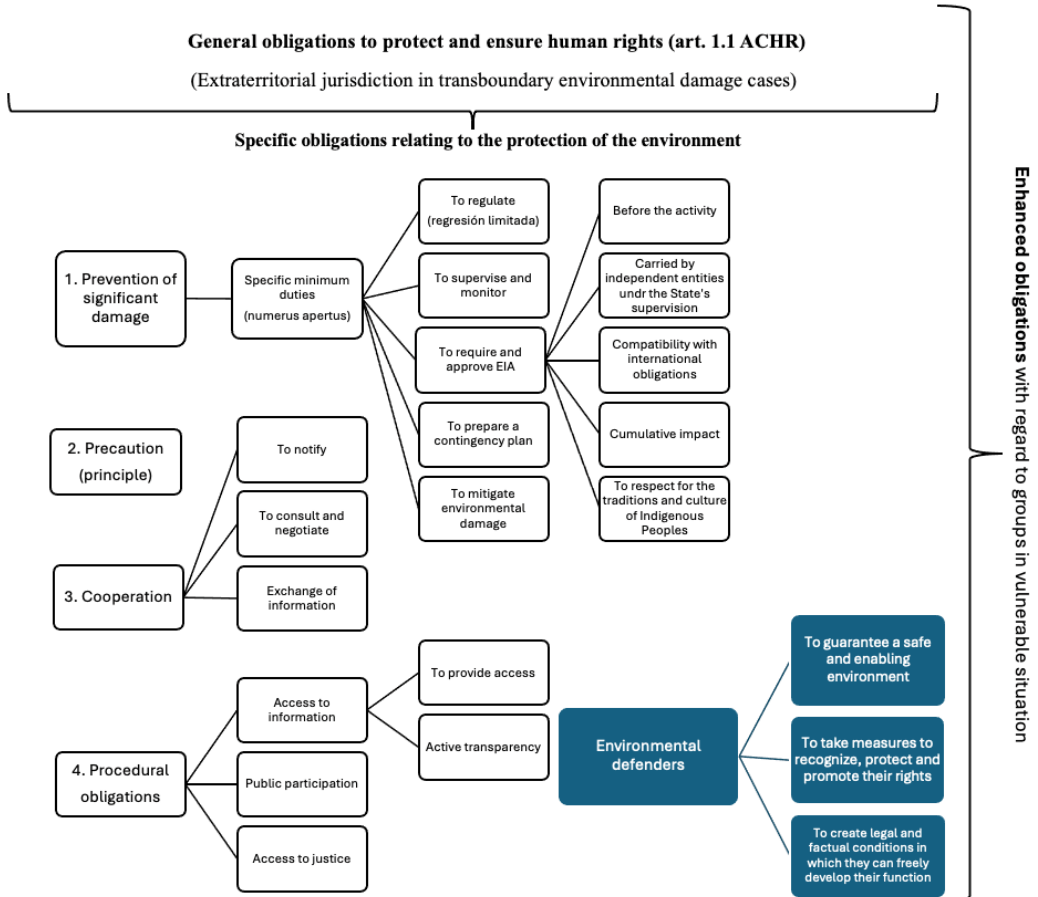 General obligations to protect and ensure human rights (art. 1.1 ACHR)
(Extraterritorial jurisdiction in transboundary environmental damage cases)
Specific obligations relating to the protection of the environment
1. Prevention of
significant
damage
Specific minimum
duties
(numerus apertus)
To regulate
(regresión limitada)
To supervise and
monitor
To require and
approve EIA
To prepare a
contingency plan
To mitigate
environmental
damage
Before the activity
Carried by
independent entities
undr the State's
supervision
Compatibility with
international
obligations
Cumulative impact
To respect for the
traditions and culture
of Indigenous
Peoples
2. Precaution
(principle)
3. Cooperation
To notify
To consult and
negotiate
Exchange of
information
4. Procedural
obligations
Access to
information
Public participation
Access to justice
To provide access
Active transparency
Environmental
defenders
To guarantee a safe
and enabling
environment
To take measures to
recognize, protect and
promote their rights
To create legal and
factual conditions in
which they can freely
develop their function
Enhanced obligations with regard to groups in vulnerable situation